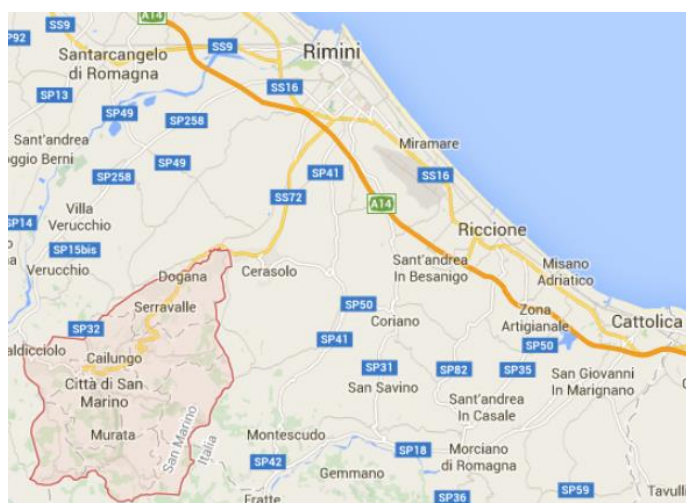 A14
SP92
SS9
SS9
Santarcangelo
di Romagna
Rimini
SP13
SS16
SP49
SP258
Sant'andrea
oggio Berni
SP49
Miramare
SP258
SP41
SS16
SS72
Villa
Verucchio
A14
SP14
Riccione
SP15bis
Sant'andrea
In Besanigo
Verucchio
Dogana
Cerasolo
Misano
Adriatico
Serravalle
SP50
Zona
Artigianale
SP32
Coriano
Cattolica
aldicciolo
SP41
SP50
Cailungo
SP31
SP82
SP35
San Giovanni
In Marignano
Città di San
Marino
San Savino
Sant'andrea
In Casale
Murata
San Marino
Italia
Montescudo
SP18
Morciano
di Romagna
SP42
Gemmano
SP59
Tavulli
Fratte
SP36